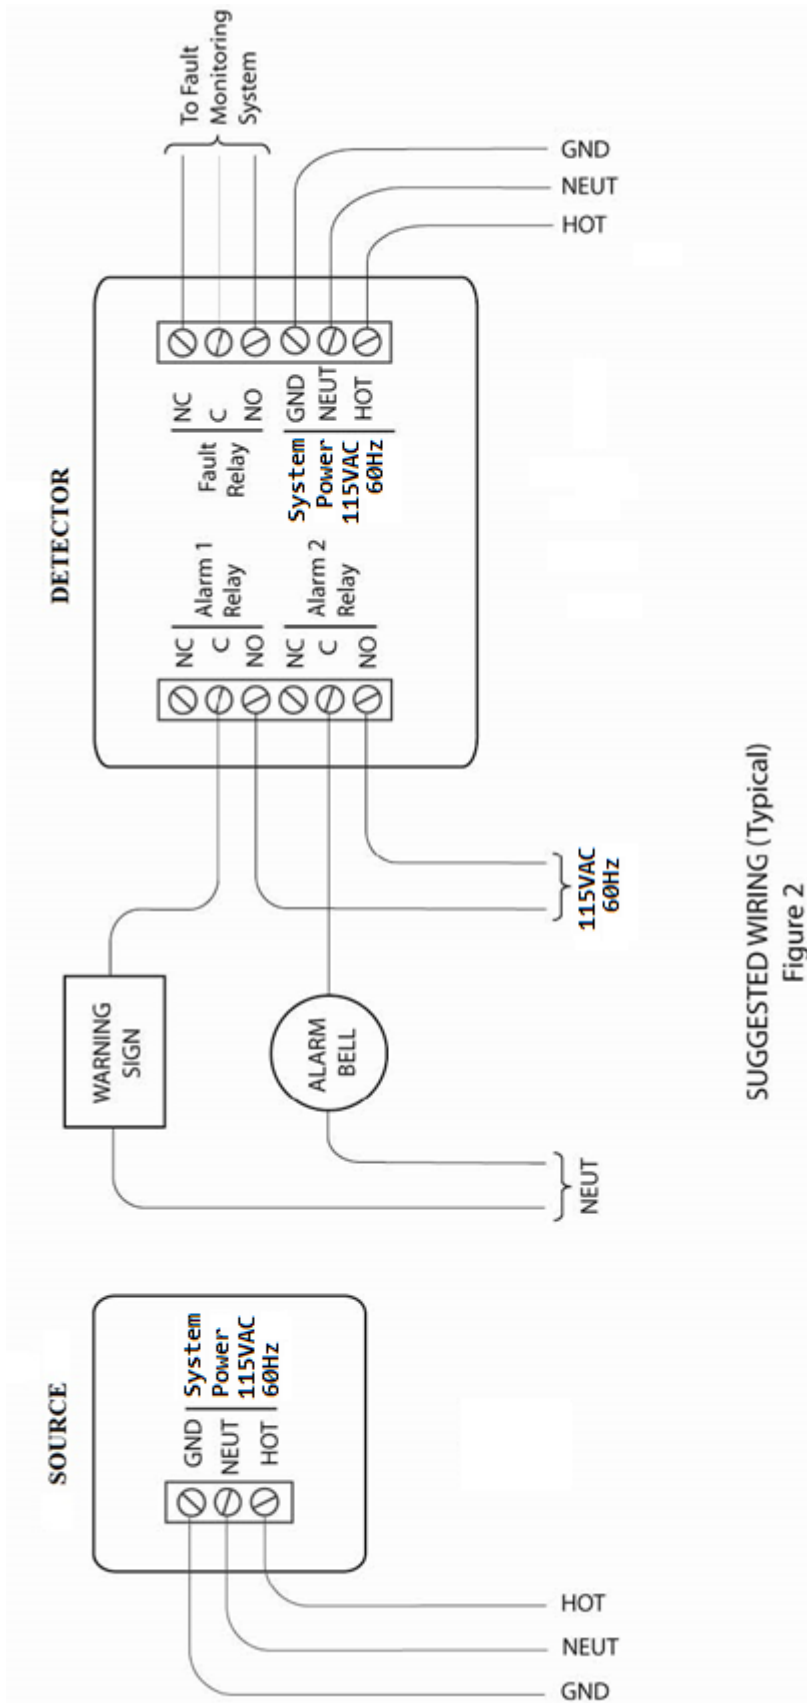 SOURCE
GND
NEUT
HOT
System
Power
115VAC
60Hz
HOT
NEUT
GND
WARNING
SIGN
ALARM
BELL
NEUT
115VAC
60Hz
DETECTOR
NC
C
NO
Alarm 1
Relay
NC
C
NO
Alarm 2
Relay
Fault
Relay
NC
C
NO
System
Power
115VAC
60Hz
GND
NEUT
HOT
To Fault
Monitoring
System
GND
NEUT
HOT
SUGGESTED WIRING (Typical)
Figure 2